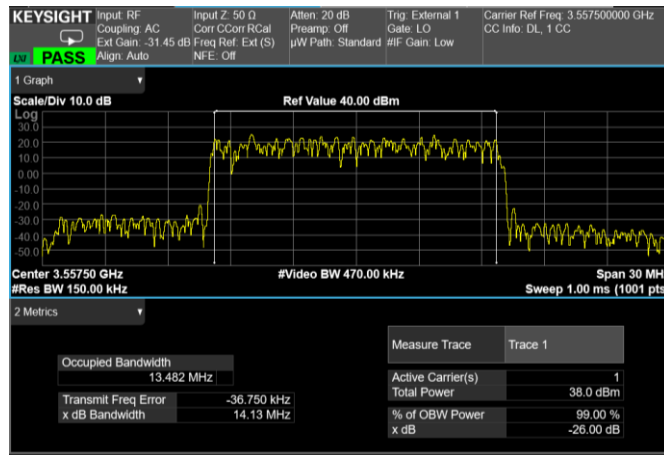 KEYSIGHT Input: RF Input Z: 50 Ω Atten: 20 dB Trig: External 1 Carrier Ref Freq: 3.557500000 GHz
Coupling: AC Corr CCorr RCal Preamp: Off Gate: LO CC Info: DL, 1 CC
Ext Gain: -31.45 dB Freq Ref: Ext (S) µW Path: Standard #IF Gain: Low
LXI PASS Align: Auto NFE: Off
1 Graph
Scale/Div 10.0 dB Ref Value 40.00 dBm
Log
30.0
20.0
10.0
0.00
-10.0
-20.0
-30.0
-40.0
-50.0
Center 3.55750 GHz #Video BW 470.00 kHz Span 30 MH
#Res BW 150.00 kHz Sweep 1.00 ms (1001 pts
2 Metrics
Measure Trace Trace 1
Occupied Bandwidth
13.482 MHz
Active Carrier(s) 1
Total Power 38.0 dBm
Transmit Freq Error -36.750 kHz
x dB Bandwidth 14.13 MHz
% of OBW Power 99.00 %
x dB -26.00 dB